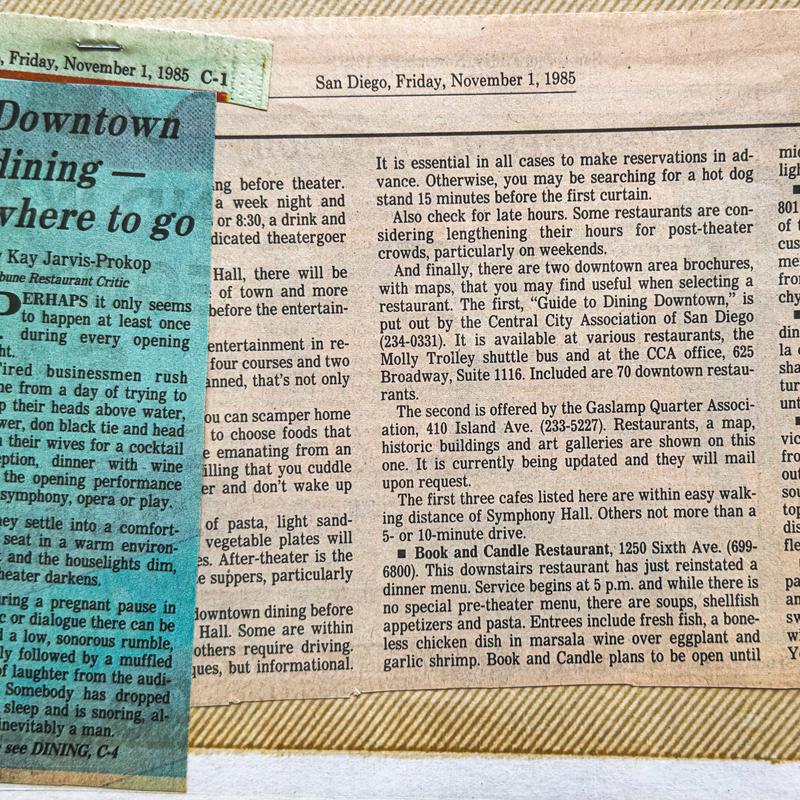 Friday, November 1, 1985 C-1
Downtown
dining —
where to go
Kay Jarvis-Prokop
Restaurant Critic
PERHAPS it only seems
to happen at least once
during every opening
businessmen rush
from a day of trying to
their heads above water,
don black tie and head
their wives for a cocktail
dinner with wine
the opening performance
symphony, opera or play.
settle into a comfort-
seat in a warm environ-
and the houselights dim,
darkens.
a pregnant pause in
or dialogue there can be
a low, sonorous rumble,
followed by a muffled
of laughter from the audi-
Somebody has dropped
sleep and is snoring, al-
inevitably a man.
see DINING, C-4
San Diego, Friday, November 1, 1985
before theater.
a week night and
or 8:30, a drink and
theatergoer
Hall, there will be
of town and more
before the entertain-
entertainment in re-
four courses and two
that's not only
can scamper home
to choose foods that
emanating from an
that you cuddle
and don't wake up
of pasta, light sand-
vegetable plates will
After-theater is the
suppers, particularly
downtown dining before
Hall. Some are within
others require driving.
but informational.
It is essential in all cases to make reservations in ad-
vance. Otherwise, you may be searching for a hot dog
stand 15 minutes before the first curtain.
Also check for late hours. Some restaurants are con-
sidering lengthening their hours for post-theater
crowds, particularly on weekends.
And finally, there are two downtown area brochures,
with maps, that you may find useful when selecting a
restaurant. The first, “Guide to Dining Downtown,” is
put out by the Central City Association of San Diego
(234-0331). It is available at various restaurants, the
Molly Trolley shuttle bus and at the CCA office, 625
Broadway, Suite 1116. Included are 70 downtown restau-
rants.
The second is offered by the Gaslamp Quarter Associ-
ation, 410 Island Ave. (233-5227). Restaurants, a map,
historic buildings and art galleries are shown on this
one. It is currently being updated and they will mail
upon request.
The first three cafes listed here are within easy walk-
ing distance of Symphony Hall. Others not more than a
5- or 10-minute drive.
■ Book and Candle Restaurant, 1250 Sixth Ave. (699-
6800). This downstairs restaurant has just reinstated a
dinner menu. Service begins at 5 p.m. and while there is
no special pre-theater menu, there are soups, shellfish
appetizers and pasta. Entrees include fresh fish, a bone-
less chicken dish in marsala wine over eggplant and
garlic shrimp. Book and Candle plans to be open until
801
of